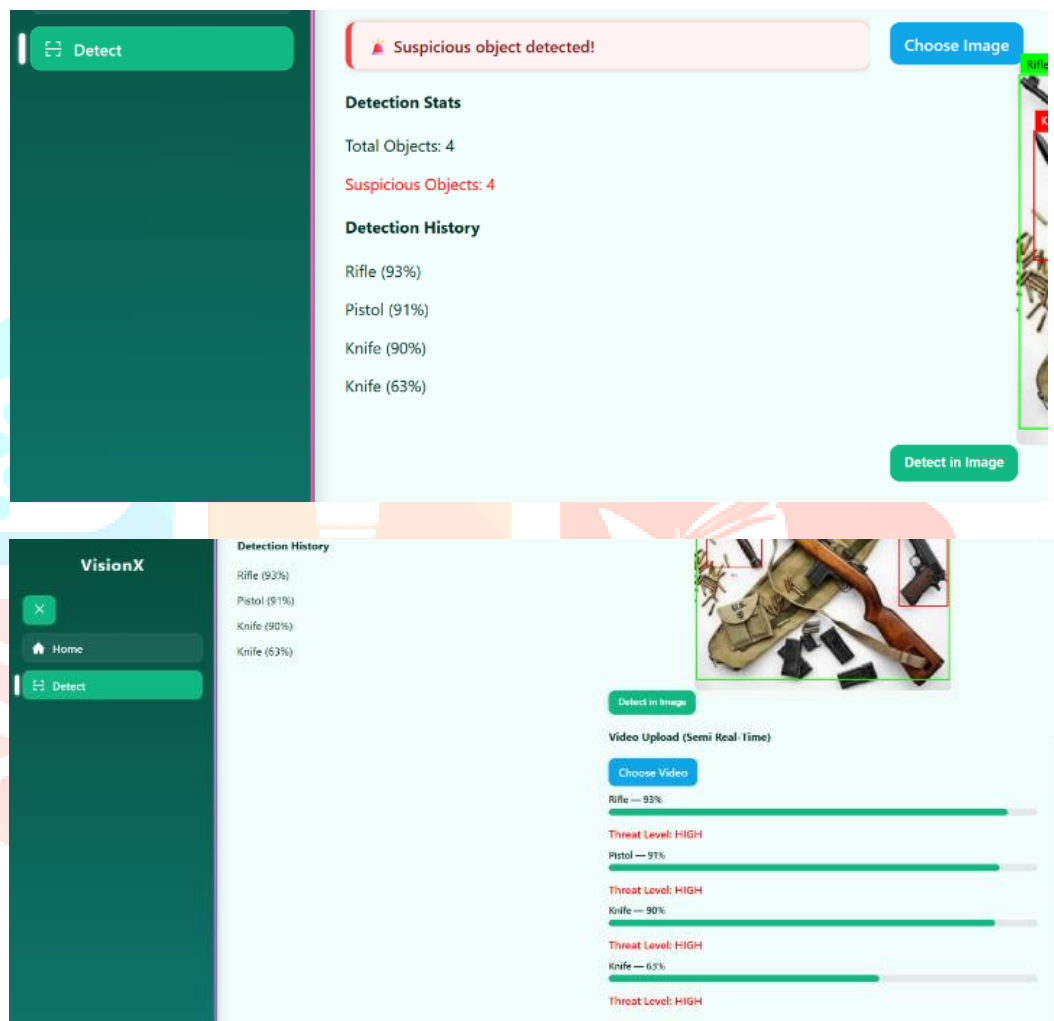 Detect
Suspicious object detected!
Choose Image
Rifle
K
Detection Stats
Total Objects: 4
Suspicious Objects: 4
Detection History
Rifle (93%)
Pistol (91%)
Knife (90%)
Knife (63%)
Detect in Image
VisionX
Home
Detect
Detection History
Rifle (93%)
Pistol (91%)
Knife (90%)
Knife (63%)
U.S.
Detect in Image
Video Upload (Semi Real-Time)
Choose Video
Rifle — 93%
Threat Level: HIGH
Pistol — 91%
Threat Level: HIGH
Knife — 90%
Threat Level: HIGH
Knife — 63%
Threat Level: HIGH